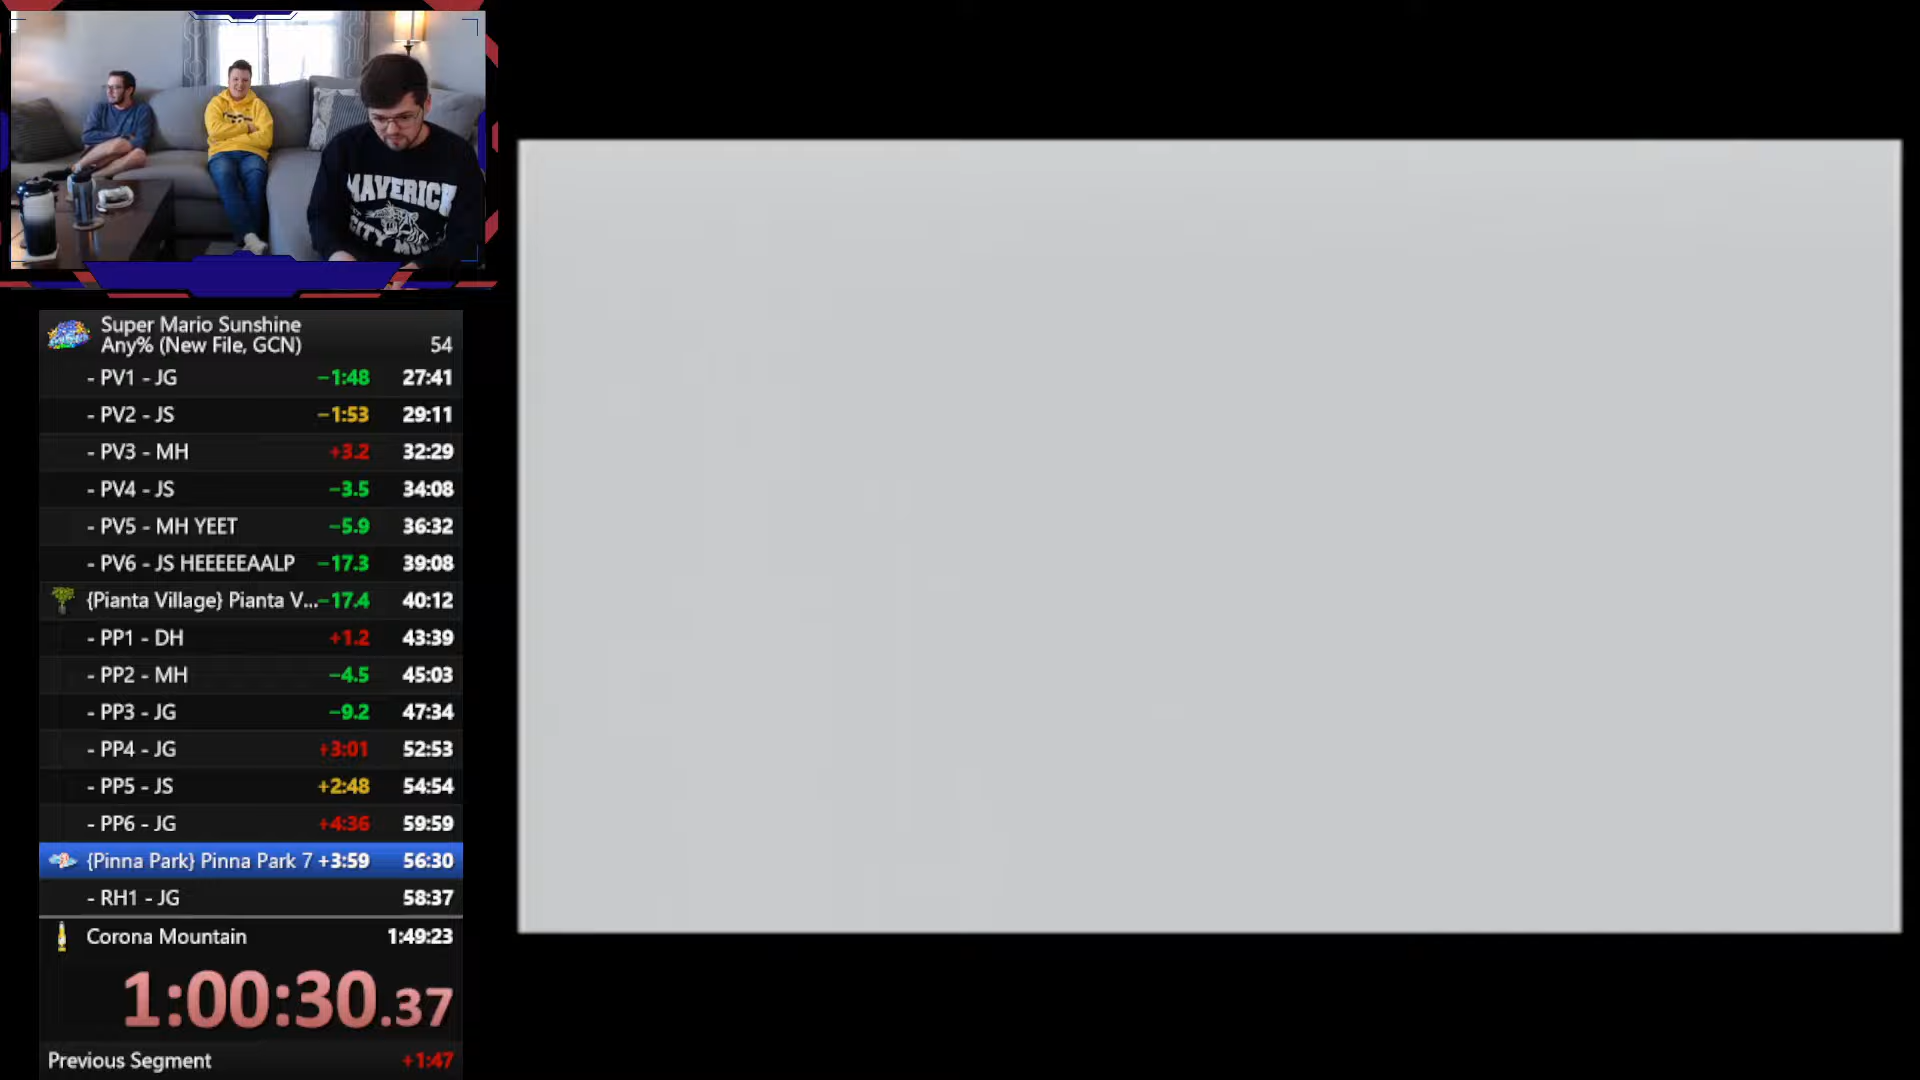 MAVERICK
CITY MU
Super Mario Sunshine
Any% (New File, GCN) 54
- PV1 - JG −1:48 27:41
- PV2 - JS −1:53 29:11
- PV3 - MH +3.2 32:29
- PV4 - JS −3.5 34:08
- PV5 - MH YEET −5.9 36:32
- PV6 - JS HEEEEEAALP −17.3 39:08
{Pianta Village} Pianta V... −17.4 40:12
- PP1 - DH +1.2 43:39
- PP2 - MH −4.5 45:03
- PP3 - JG −9.2 47:34
- PP4 - JG +3:01 52:53
- PP5 - JS +2:48 54:54
- PP6 - JG +4:36 59:59
{Pinna Park} Pinna Park 7 +3:59 56:30
- RH1 - JG 58:37
Corona Mountain 1:49:23
1:00:30.37
Previous Segment +1:47